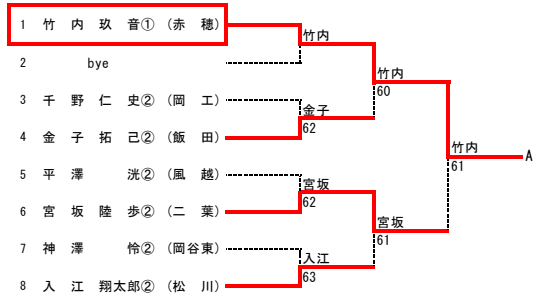 1 竹 内 玖 音① (赤 穂)
竹内
2 bye
竹内
60
3 千 野 仁 史② (岡 工)
金子
62
4 金 子 拓 己② (飯 田)
竹内
61
A
5 平 澤 洸② (風 越)
宮坂
62
6 宮 坂 陸 歩② (二 葉)
宮坂
61
7 神 澤 怜② (岡谷東)
入江
63
8 入 江 翔太郎② (松 川)